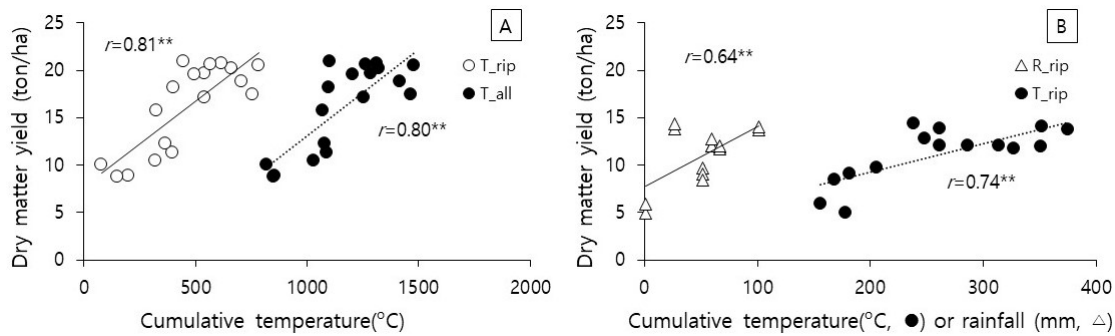 A
Dry matter yield (ton/ha)
25
20
15
10
5
0
r=0.81**
○ T_rip
● T_all
r=0.80**
0 500 1000 1500 2000
Cumulative temperature(°C)
B
Dry matter yield (ton/ha)
25
20
15
10
5
0
r=0.64**
△ R_rip
● T_rip
r=0.74**
0 100 200 300 400
Cumulative temperature(°C, ●) or rainfall (mm, △)